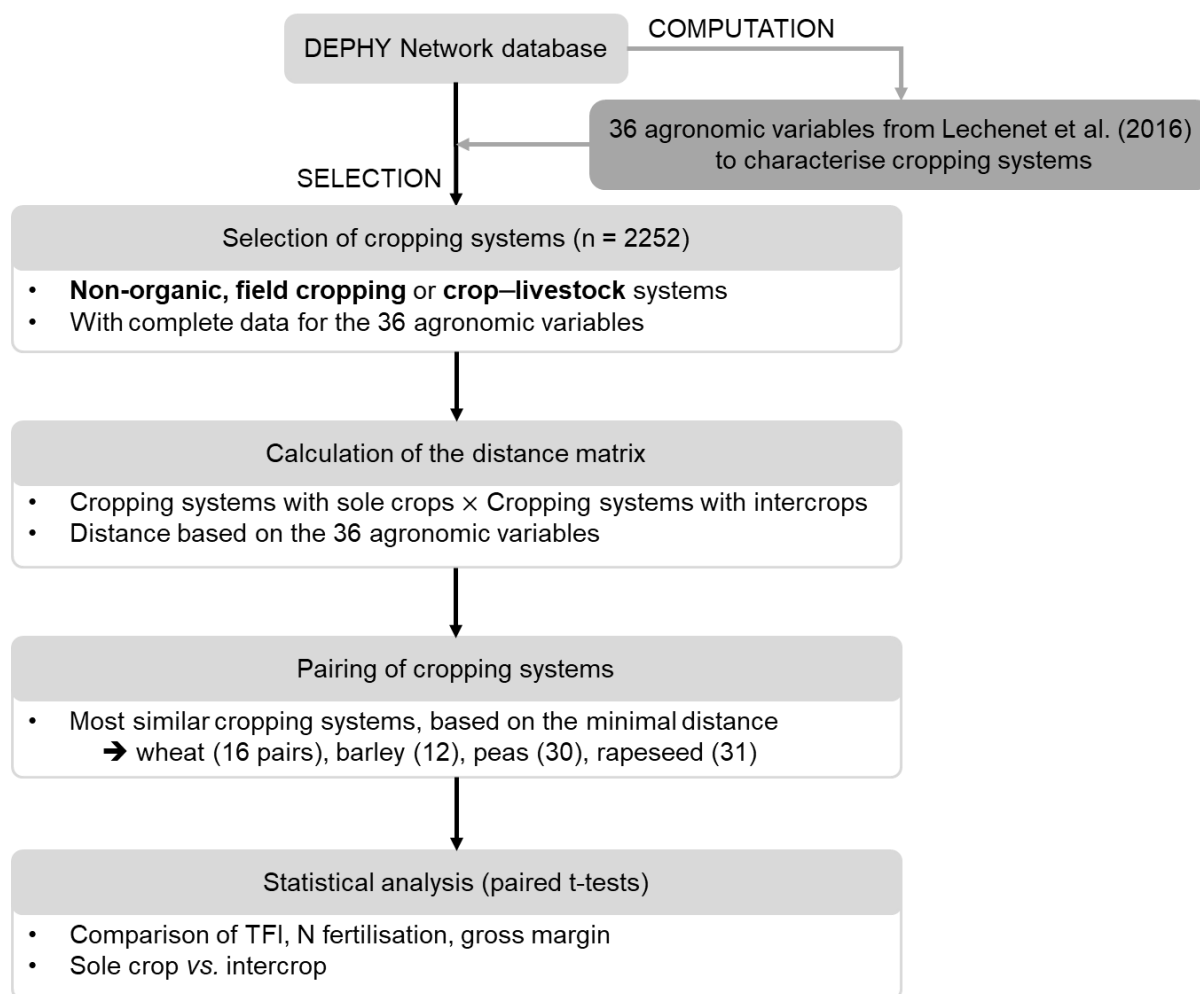 DEPHY Network database
COMPUTATION
36 agronomic variables from Lechenet et al. (2016)
to characterise cropping systems
SELECTION
Selection of cropping systems (n = 2252)
• Non-organic, field cropping or crop–livestock systems
• With complete data for the 36 agronomic variables
Calculation of the distance matrix
• Cropping systems with sole crops × Cropping systems with intercrops
• Distance based on the 36 agronomic variables
Pairing of cropping systems
• Most similar cropping systems, based on the minimal distance
➔ wheat (16 pairs), barley (12), peas (30), rapeseed (31)
Statistical analysis (paired t-tests)
• Comparison of TFI, N fertilisation, gross margin
• Sole crop vs. intercrop